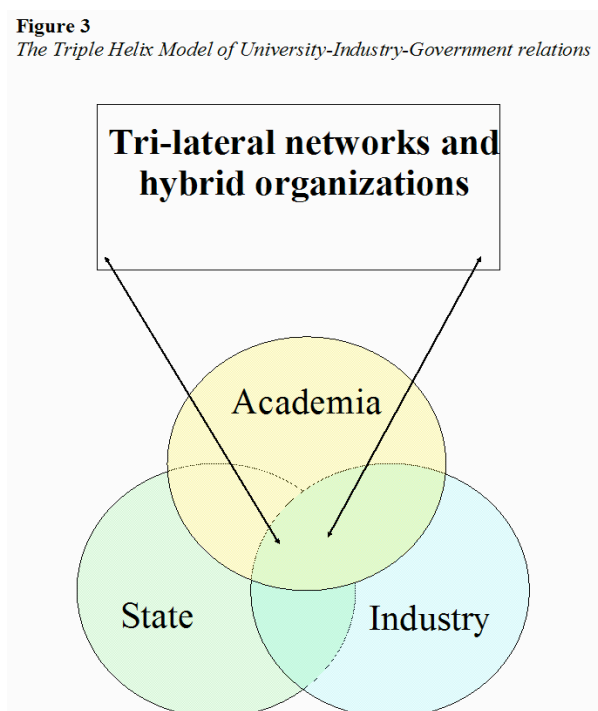 Figure 3
The Triple Helix Model of University-Industry-Government relations
Tri-lateral networks and
hybrid organizations
Academia
State
Industry